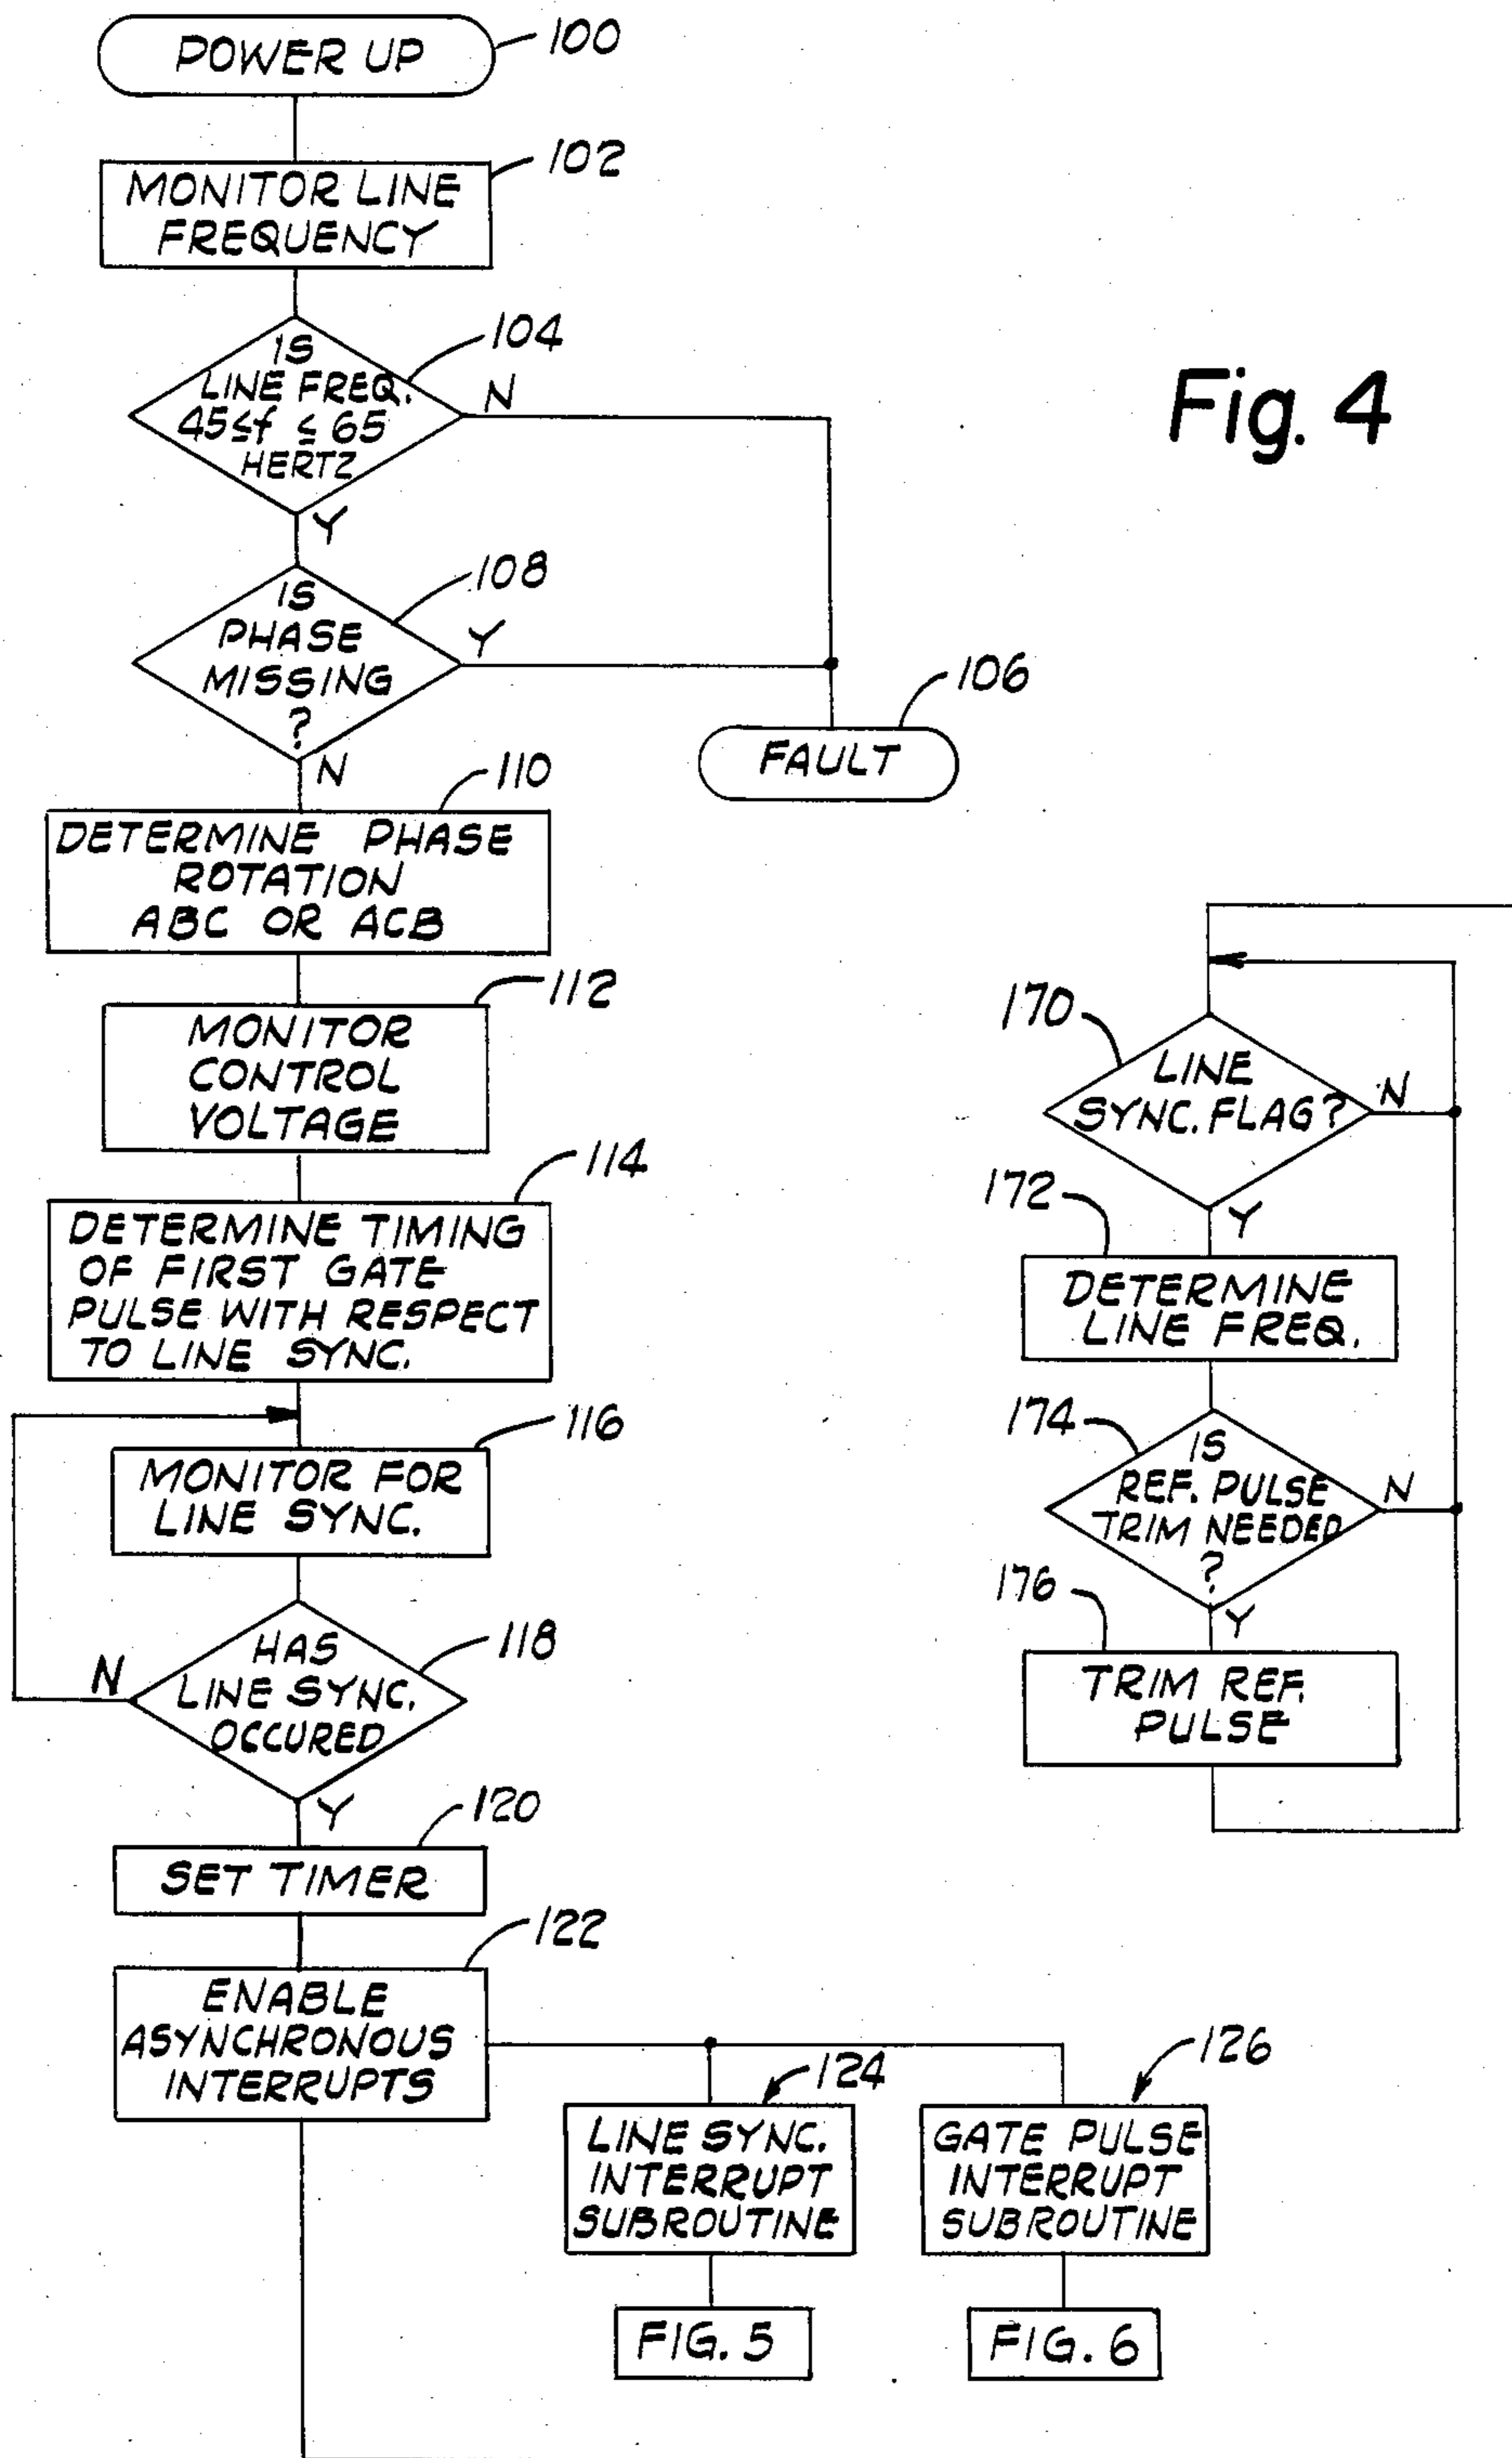 POWER UP
100
MONITOR LINE
FREQUENCY
102
IS
LINE FREQ.
45≤f ≤ 65
HERTZ
104
N
Y
Fig. 4
IS
PHASE
MISSING
?
108
Y
N
FAULT
106
DETERMINE PHASE
ROTATION
ABC OR ACB
110
MONITOR
CONTROL
VOLTAGE
112
DETERMINE TIMING
OF FIRST GATE
PULSE WITH RESPECT
TO LINE SYNC.
114
MONITOR FOR
LINE SYNC.
116
HAS
LINE SYNC.
OCCURED
118
N
Y
SET TIMER
120
ENABLE
ASYNCHRONOUS
INTERRUPTS
122
LINE SYNC.
INTERRUPT
SUBROUTINE
124
GATE PULSE
INTERRUPT
SUBROUTINE
126
FIG. 5
FIG. 6
170
LINE
SYNC. FLAG?
N
Y
172
DETERMINE
LINE FREQ.
174
IS
REF. PULSE
TRIM NEEDED
?
N
Y
176
TRIM REF.
PULSE